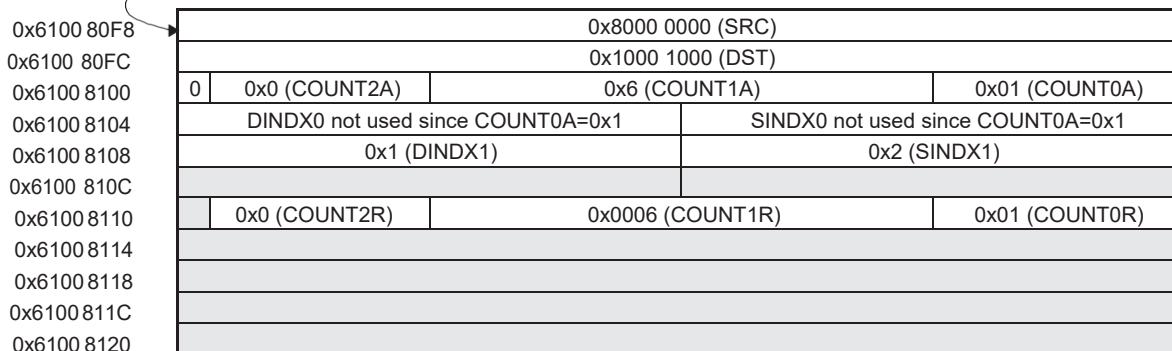 0x6100 80F8 0x8000 0000 (SRC)
0x6100 80FC 0x1000 1000 (DST)
0x6100 8100 0 0x0 (COUNT2A) 0x6 (COUNT1A) 0x01 (COUNT0A)
0x6100 8104 DINDX0 not used since COUNT0A=0x1 SINDX0 not used since COUNT0A=0x1
0x6100 8108 0x1 (DINDX1) 0x2 (SINDX1)
0x6100 810C
0x6100 8110 0x0 (COUNT2R) 0x0006 (COUNT1R) 0x01 (COUNT0R)
0x6100 8114
0x6100 8118
0x6100 811C
0x6100 8120